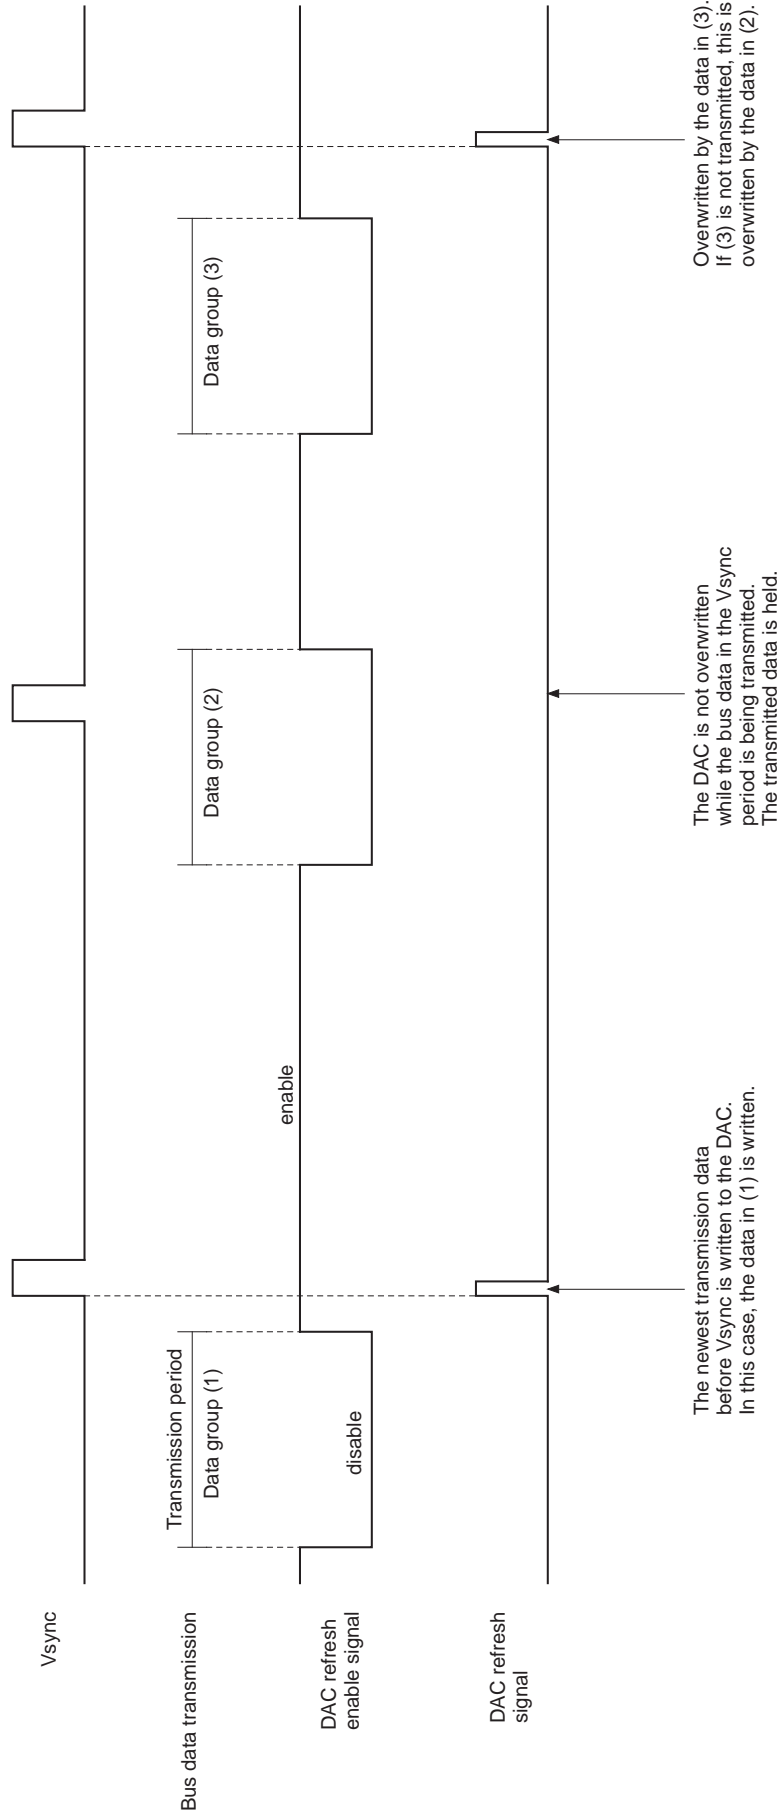 Vsync
Bus data transmission
Transmission period
Data group (1)
Data group (2)
Data group (3)
DAC refresh
enable signal
disable
enable
DAC refresh
signal
The newest transmission data
before Vsync is written to the DAC.
In this case, the data in (1) is written.
The DAC is not overwritten
while the bus data in the Vsync
period is being transmitted.
The transmitted data is held.
Overwritten by the data in (3).
If (3) is not transmitted, this is
overwritten by the data in (2).